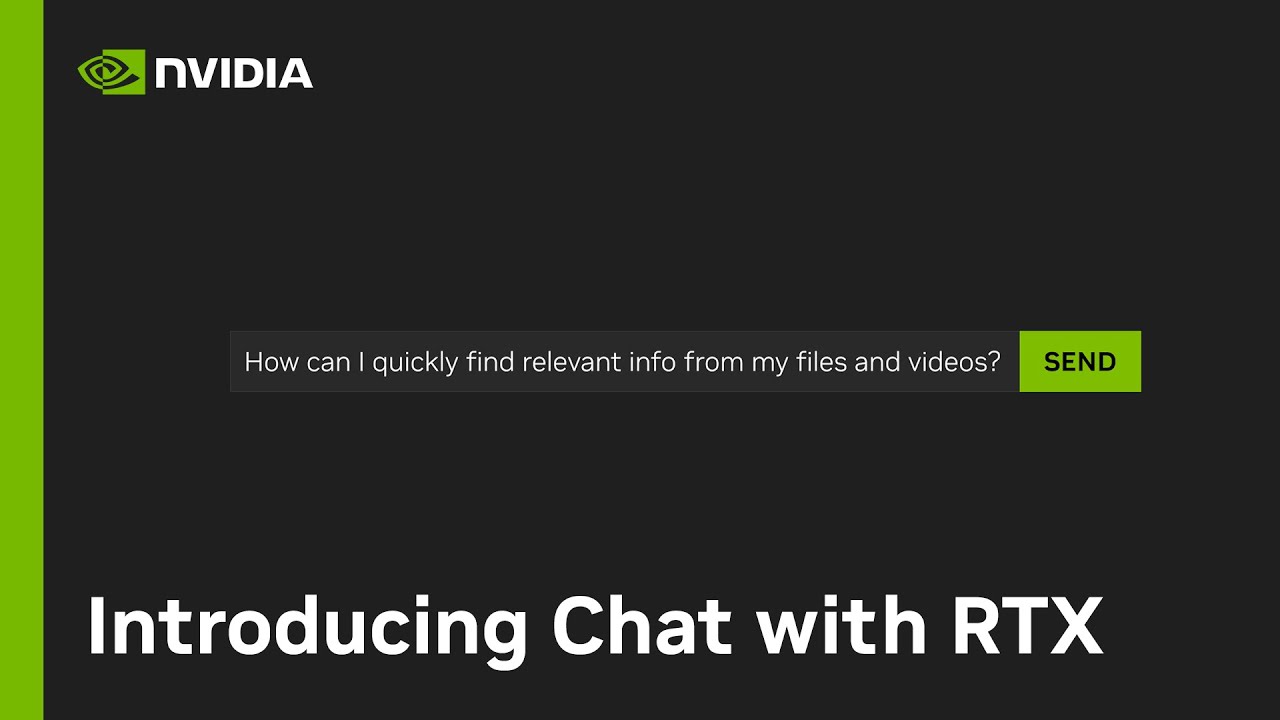 NVIDIA
How can I quickly find relevant info from my files and videos? SEND
Introducing Chat with RTX